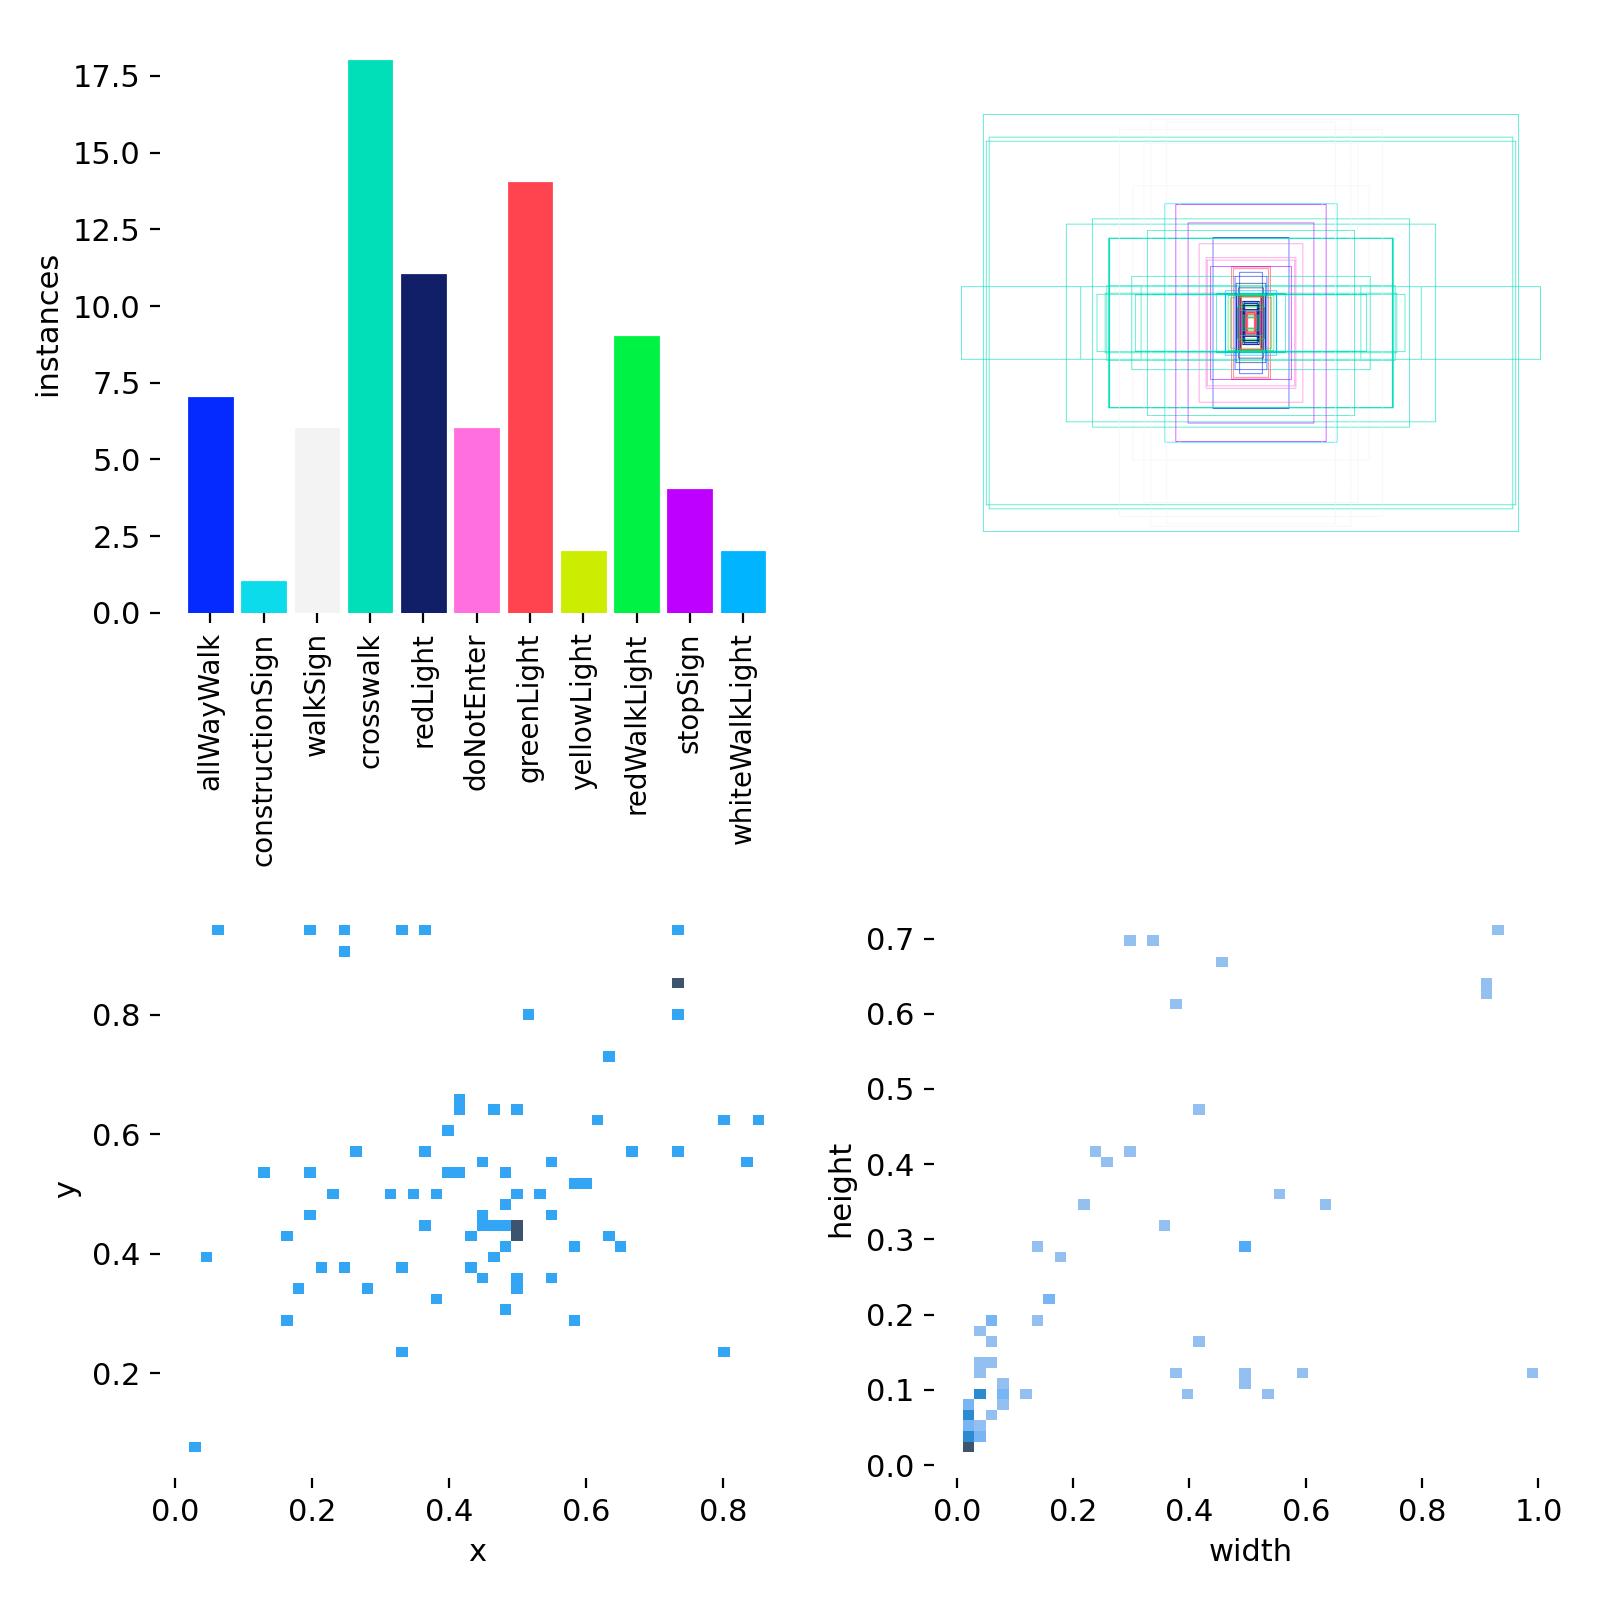 instances
17.5
15.0
12.5
10.0
7.5
5.0
2.5
0.0
allWayWalk
constructionSign
walkSign
crosswalk
redLight
doNotEnter
greenLight
yellowLight
redWalkLight
stopSign
whiteWalkLight
y
0.8
0.6
0.4
0.2
0.0 0.2 0.4 0.6 0.8
x
height
0.7
0.6
0.5
0.4
0.3
0.2
0.1
0.0
0.0 0.2 0.4 0.6 0.8 1.0
width